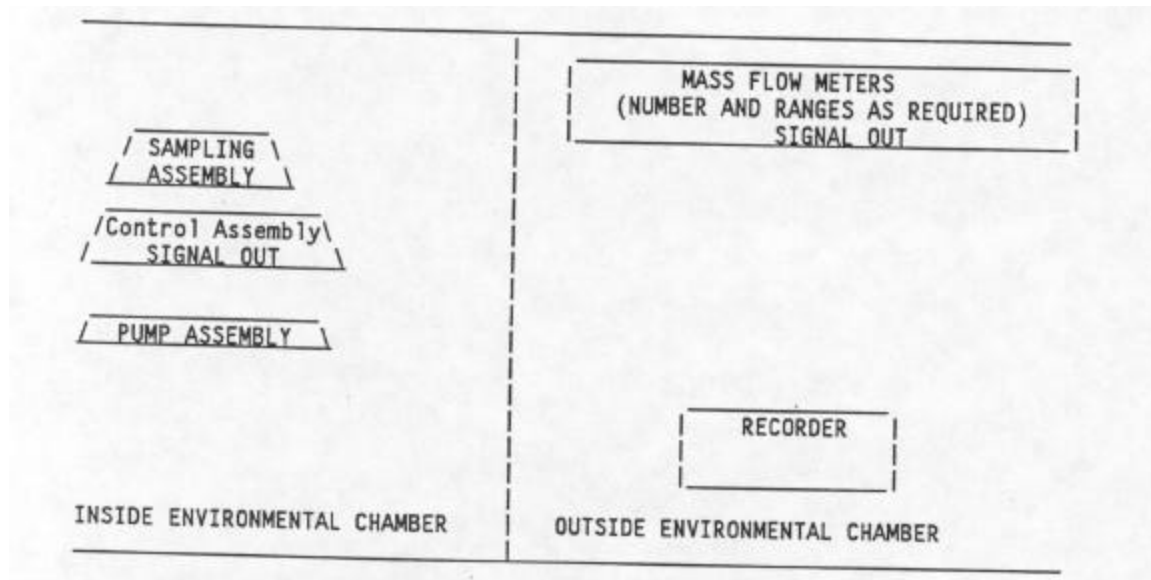 SAMPLING
ASSEMBLY
Control Assembly
SIGNAL OUT
PUMP ASSEMBLY
INSIDE ENVIRONMENTAL CHAMBER
MASS FLOW METERS
(NUMBER AND RANGES AS REQUIRED)
SIGNAL OUT
RECORDER
OUTSIDE ENVIRONMENTAL CHAMBER